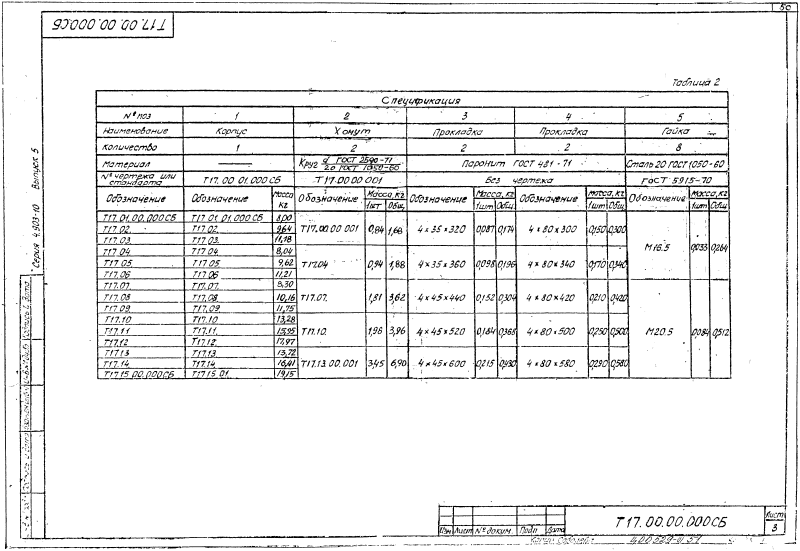 50
Т17.00.00.000СБ
Таблица 2
Серия 4.903-10 Выпуск 5
Спецификация
№ поз 1 2 3 4 5
Наименование Корпус Хомут Прокладка Прокладка Гайка
Количество 1 2 2 2 8
Материал Круг d ГОСТ 2590-71 / 20 ГОСТ 1050-60 Паронит ГОСТ 481-71 Сталь 20 ГОСТ 1050-60
№ чертежа или стандарта Т17.00.01.000СБ Т17.00.00.001 Без чертежа ГОСТ 5915-70
Обозначение Обозначение Масса кг Обозначение Масса, кг Обозначение Масса, кг Обозначение Масса, кг Обозначение Масса, кг
1шт Общ. 1шт Общ. 1шт Общ. 1шт Общ.
Т17.01.00.000СБ Т17.01.01.000СБ 8,00
Т17.02. Т17.02. 9,64 Т17.00.00.001 0,84 1,68 4×35×320 0,087 0,174 4×80×300 0,150 0,300
Т17.03. Т17.03. 11,18
Т17.04 Т17.04 8,04
М16.5 0,033 0,264
Т17.05 Т17.05 9,62 Т17.04 0,94 1,88 4×35×360 0,098 0,196 4×80×340 0,170 0,340
Т17.06 Т17.06 11,21
Т17.07. Т17.07. 8,30
Т17.08 Т17.08 10,16 Т17.07. 1,81 3,62 4×45×440 0,152 0,304 4×80×420 0,210 0,420
Т17.09 Т17.09 11,75
Т17.10 Т17.10 13,28
Т17.11 Т17.11. 15,95 Т17.10. 1,98 3,96 4×45×520 0,184 0,368 4×80×500 0,250 0,500 М20.5 0,064 0,512
Т17.12 Т17.12. 17,97
Т17.13 Т17.13 13,72
Т17.14 Т17.14. 16,41 Т17.13.00.001 3,45 6,90 4×45×600 0,215 0,430 4×80×580 0,290 0,580
Т17.15.00.000СБ Т17.15.01. 19,15
Изм Лист № докум. Подп. Дата
Т17.00.00.000СБ
Лист
3